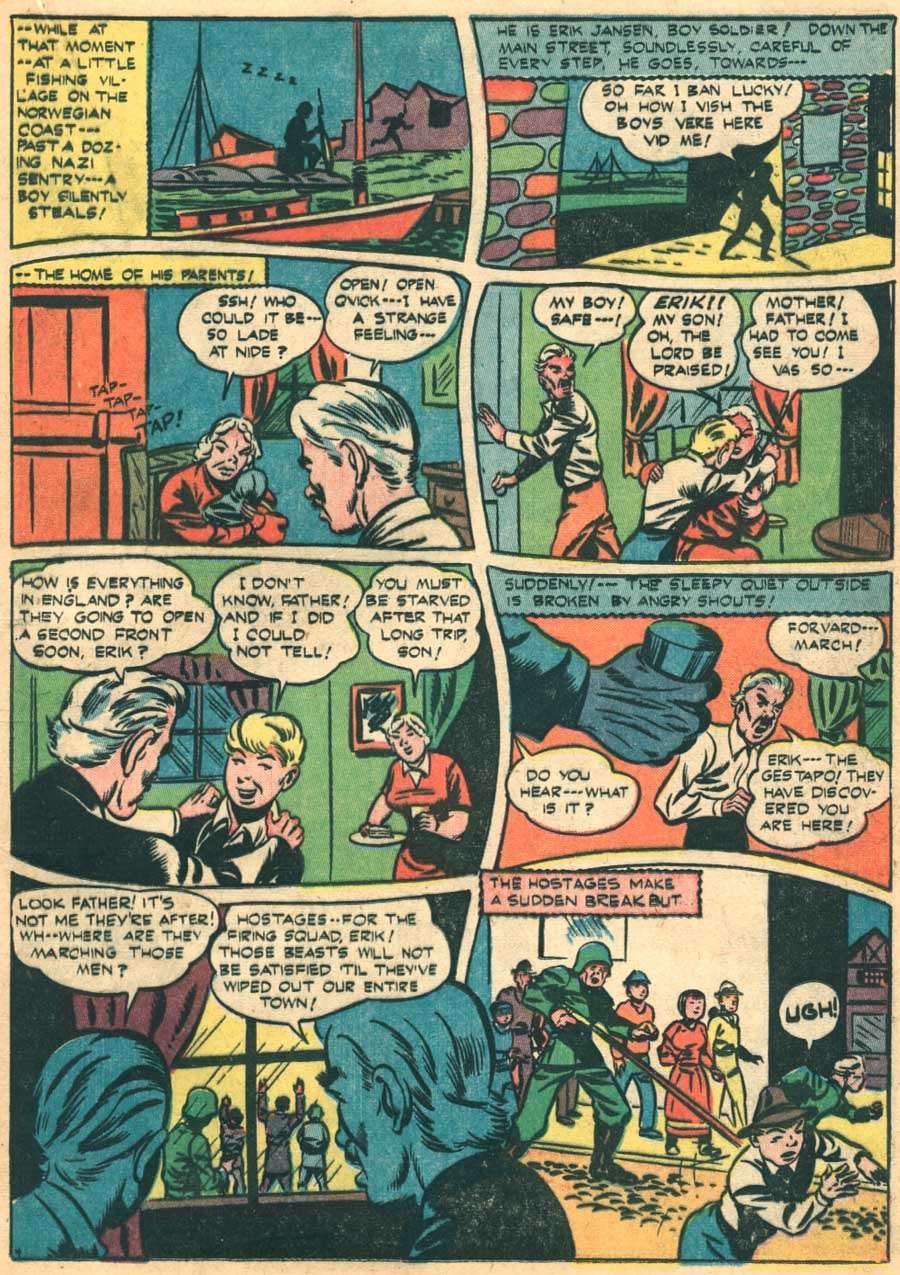 --WHILE AT
THAT MOMENT
--AT A LITTLE
FISHING VIL-
LAGE ON THE
NORWEGIAN
COAST---
PAST A DOZ-
ING NAZI
SENTRY---A
BOY SILENTLY
STEALS!
Z Z Z Z
HE IS ERIK JANSEN, BOY SOLDIER! DOWN THE
MAIN STREET, SOUNDLESSLY, CAREFUL OF
EVERY STEP, HE GOES, TOWARDS---
SO FAR I BAN LUCKY!
OH HOW I VISH THE
BOYS VERE HERE
VID ME!
-- THE HOME OF HIS PARENTS!
SSH! WHO
COULD IT BE---
SO LADE
AT NIDE?
OPEN! OPEN
QVICK---I HAVE
A STRANGE
FEELING---
TAP-
TAP-
TAP-
TAP!
MY BOY!
SAFE---!
ERIK!!
MY SON!
OH, THE
LORD BE
PRAISED!
MOTHER!
FATHER! I
HAD TO COME
SEE YOU! I
VAS SO---
HOW IS EVERYTHING
IN ENGLAND? ARE
THEY GOING TO OPEN
A SECOND FRONT
SOON, ERIK?
I DON'T
KNOW, FATHER!
AND IF I DID
I COULD
NOT TELL!
YOU MUST
BE STARVED
AFTER THAT
LONG TRIP,
SON!
SUDDENLY!--- THE SLEEPY QUIET OUTSIDE
IS BROKEN BY ANGRY SHOUTS!
FORVARD---
MARCH!
DO YOU
HEAR---WHAT
IS IT?
ERIK--- THE
GESTAPO! THEY
HAVE DISCOV-
ERED YOU
ARE HERE!
LOOK FATHER! IT'S
NOT ME THEY'RE AFTER!
WH--WHERE ARE THEY
MARCHING THOSE
MEN?
HOSTAGES--FOR THE
FIRING SQUAD, ERIK!
THOSE BEASTS WILL NOT
BE SATISFIED 'TIL THEY'VE
WIPED OUT OUR ENTIRE
TOWN!
THE HOSTAGES MAKE
A SUDDEN BREAK BUT...
UGH!